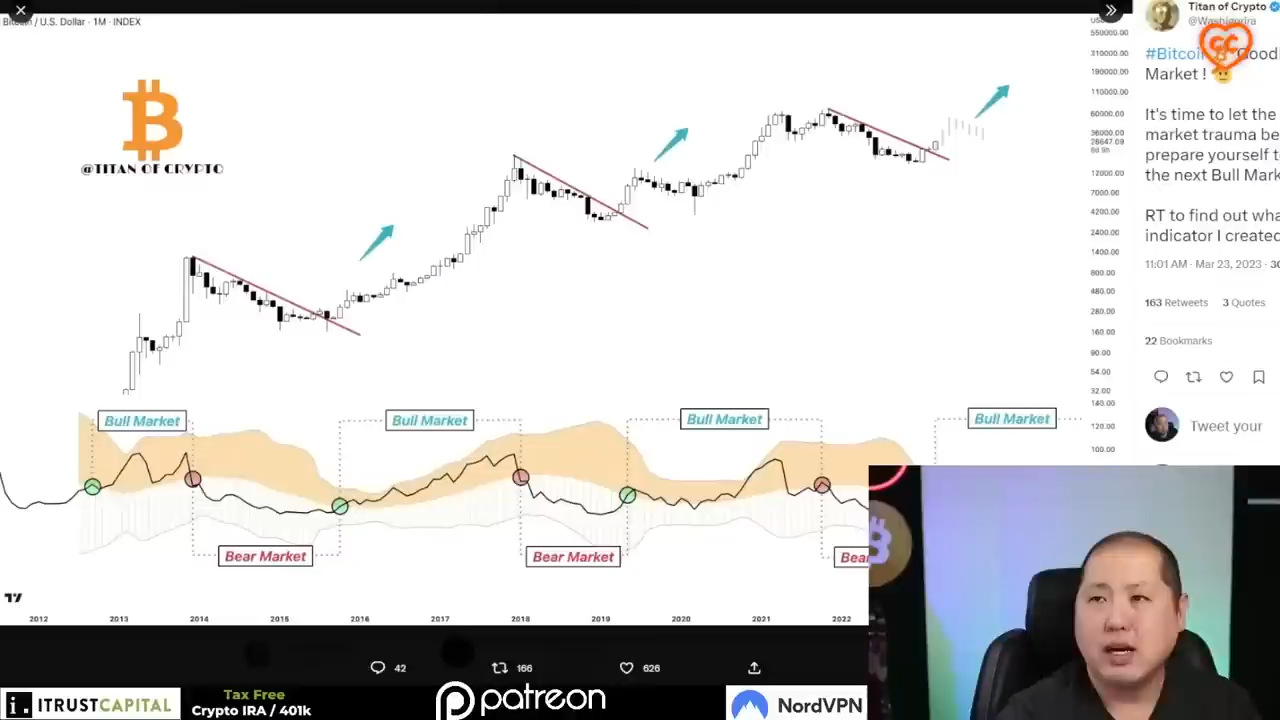 Bitcoin / U.S. Dollar · 1M · INDEX
@TITAN OF CRYPTO
550000.00
310000.00
190000.00
110000.00
60000.00
36000.00
28647.09
8d 9h
12000.00
7000.00
4200.00
2400.00
1400.00
800.00
480.00
280.00
160.00
90.00
54.00
32.00
140.00
120.00
100.00
Bull Market
Bull Market
Bull Market
Bull Market
Bear Market
Bear Market
Bea
2012
2013
2014
2015
2016
2017
2018
2019
2020
2021
2022
42
166
626
Titan of Crypto
@Washigorira
#Bitcoin
Market !
It's time to let the
market trauma be
prepare yourself t
the next Bull Mark
RT to find out wha
indicator I created
11:01 AM · Mar 23, 2023 · 30
163 Retweets 3 Quotes
22 Bookmarks
Tweet your
i. ITRUSTCAPITAL
Tax Free
Crypto IRA / 401k
patreon
NordVPN